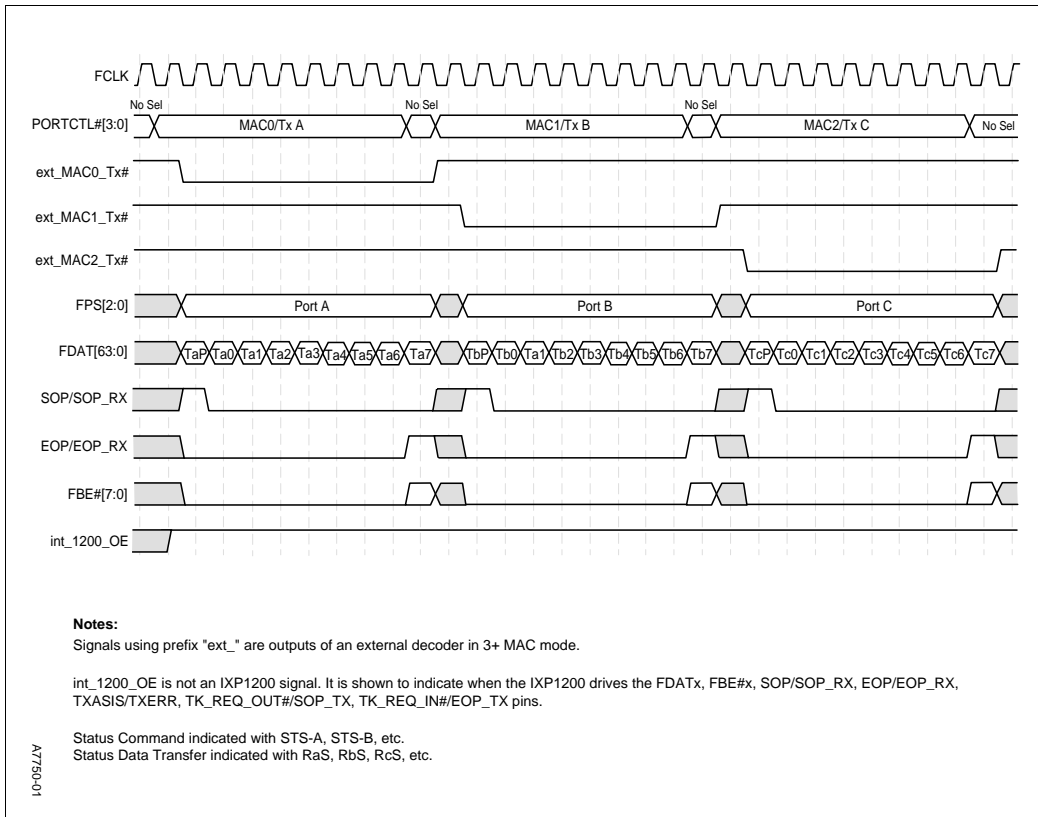 FCLK
No Sel No Sel No Sel
PORTCTL#[3:0] MAC0/Tx A MAC1/Tx B MAC2/Tx C No Sel
ext_MAC0_Tx#
ext_MAC1_Tx#
ext_MAC2_Tx#
FPS[2:0] Port A Port B Port C
FDAT[63:0] TaP Ta0 Ta1 Ta2 Ta3 Ta4 Ta5 Ta6 Ta7 TbP Tb0 Ta1 Tb2 Tb3 Tb4 Tb5 Tb6 Tb7 TcP Tc0 Tc1 Tc2 Tc3 Tc4 Tc5 Tc6 Tc7
SOP/SOP_RX
EOP/EOP_RX
FBE#[7:0]
int_1200_OE
Notes:
Signals using prefix "ext_" are outputs of an external decoder in 3+ MAC mode.
int_1200_OE is not an IXP1200 signal. It is shown to indicate when the IXP1200 drives the FDATx, FBE#x, SOP/SOP_RX, EOP/EOP_RX,
TXASIS/TXERR, TK_REQ_OUT#/SOP_TX, TK_REQ_IN#/EOP_TX pins.
Status Command indicated with STS-A, STS-B, etc.
Status Data Transfer indicated with RaS, RbS, RcS, etc.
A7750-01